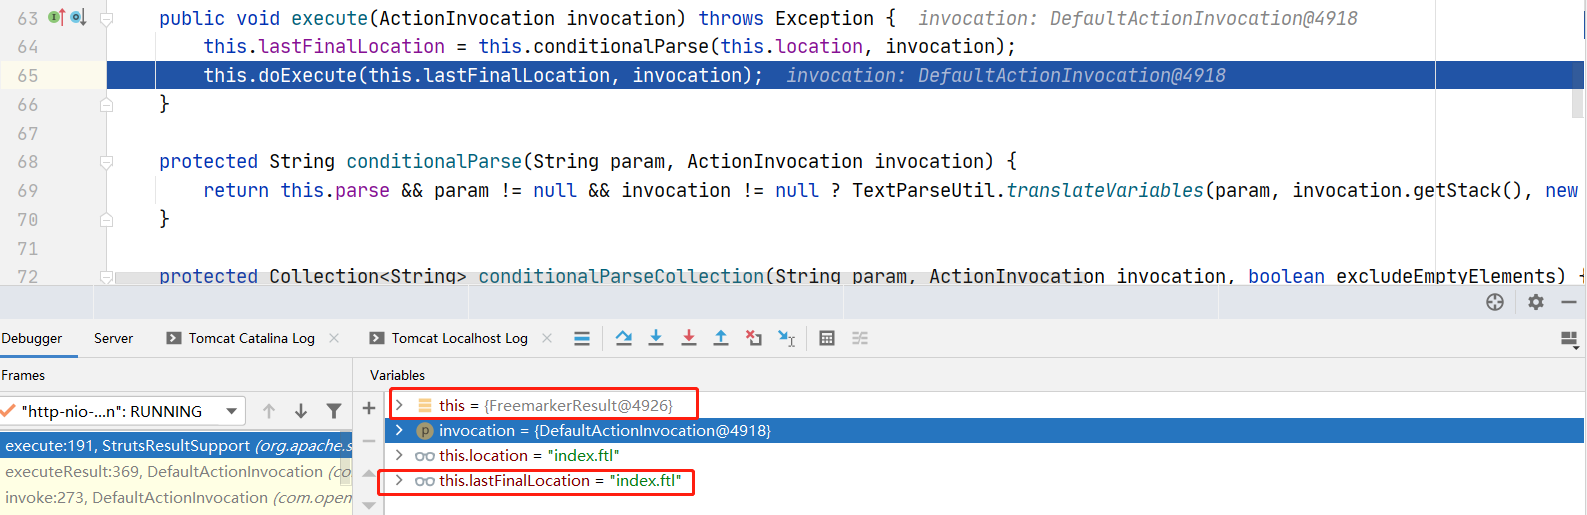 63 public void execute(ActionInvocation invocation) throws Exception { invocation: DefaultActionInvocation@4918
64 this.lastFinalLocation = this.conditionalParse(this.location, invocation);
65 this.doExecute(this.lastFinalLocation, invocation); invocation: DefaultActionInvocation@4918
66 }
67
68 protected String conditionalParse(String param, ActionInvocation invocation) {
69 return this.parse && param != null && invocation != null ? TextParseUtil.translateVariables(param, invocation.getStack(), new
70 }
71
72 protected Collection<String> conditionalParseCollection(String param, ActionInvocation invocation, boolean excludeEmptyElements) {
Debugger Server Tomcat Catalina Log Tomcat Localhost Log
Frames Variables
"http-nio-...n": RUNNING
this = {FreemarkerResult@4926}
invocation = {DefaultActionInvocation@4918}
this.location = "index.ftl"
this.lastFinalLocation = "index.ftl"
execute:191, StrutsResultSupport (org.apache.s
executeResult:369, DefaultActionInvocation (co
invoke:273, DefaultActionInvocation (com.open